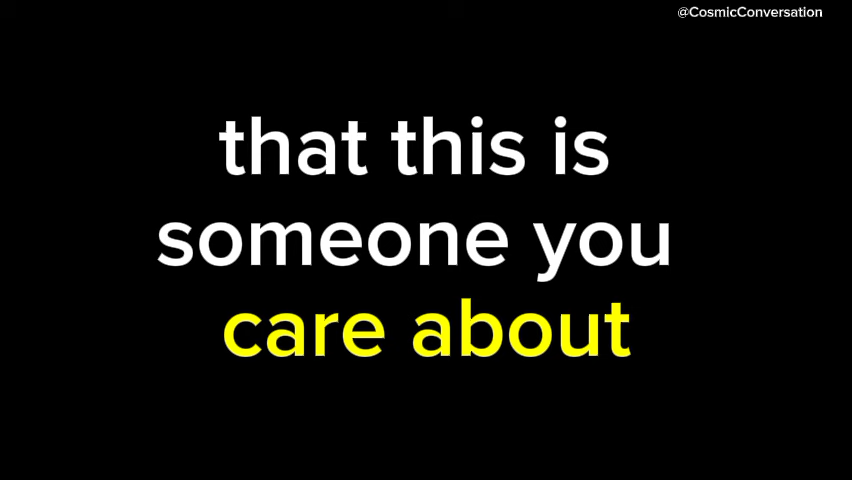 @CosmicConversation
that this is
someone you
care about